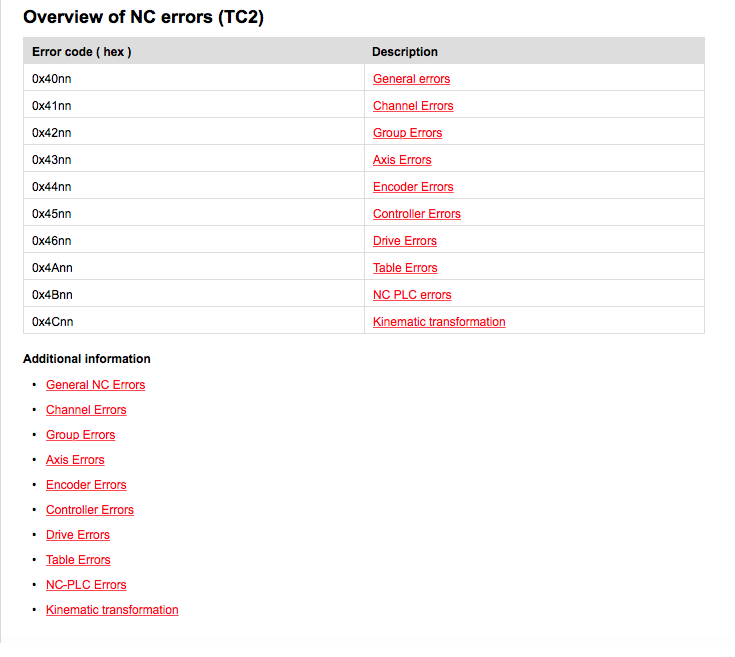 Overview of NC errors (TC2)
Error code ( hex ) Description
0x40nn General errors
0x41nn Channel Errors
0x42nn Group Errors
0x43nn Axis Errors
0x44nn Encoder Errors
0x45nn Controller Errors
0x46nn Drive Errors
0x4Ann Table Errors
0x4Bnn NC PLC errors
0x4Cnn Kinematic transformation
Additional information
• General NC Errors
• Channel Errors
• Group Errors
• Axis Errors
• Encoder Errors
• Controller Errors
• Drive Errors
• Table Errors
• NC-PLC Errors
• Kinematic transformation